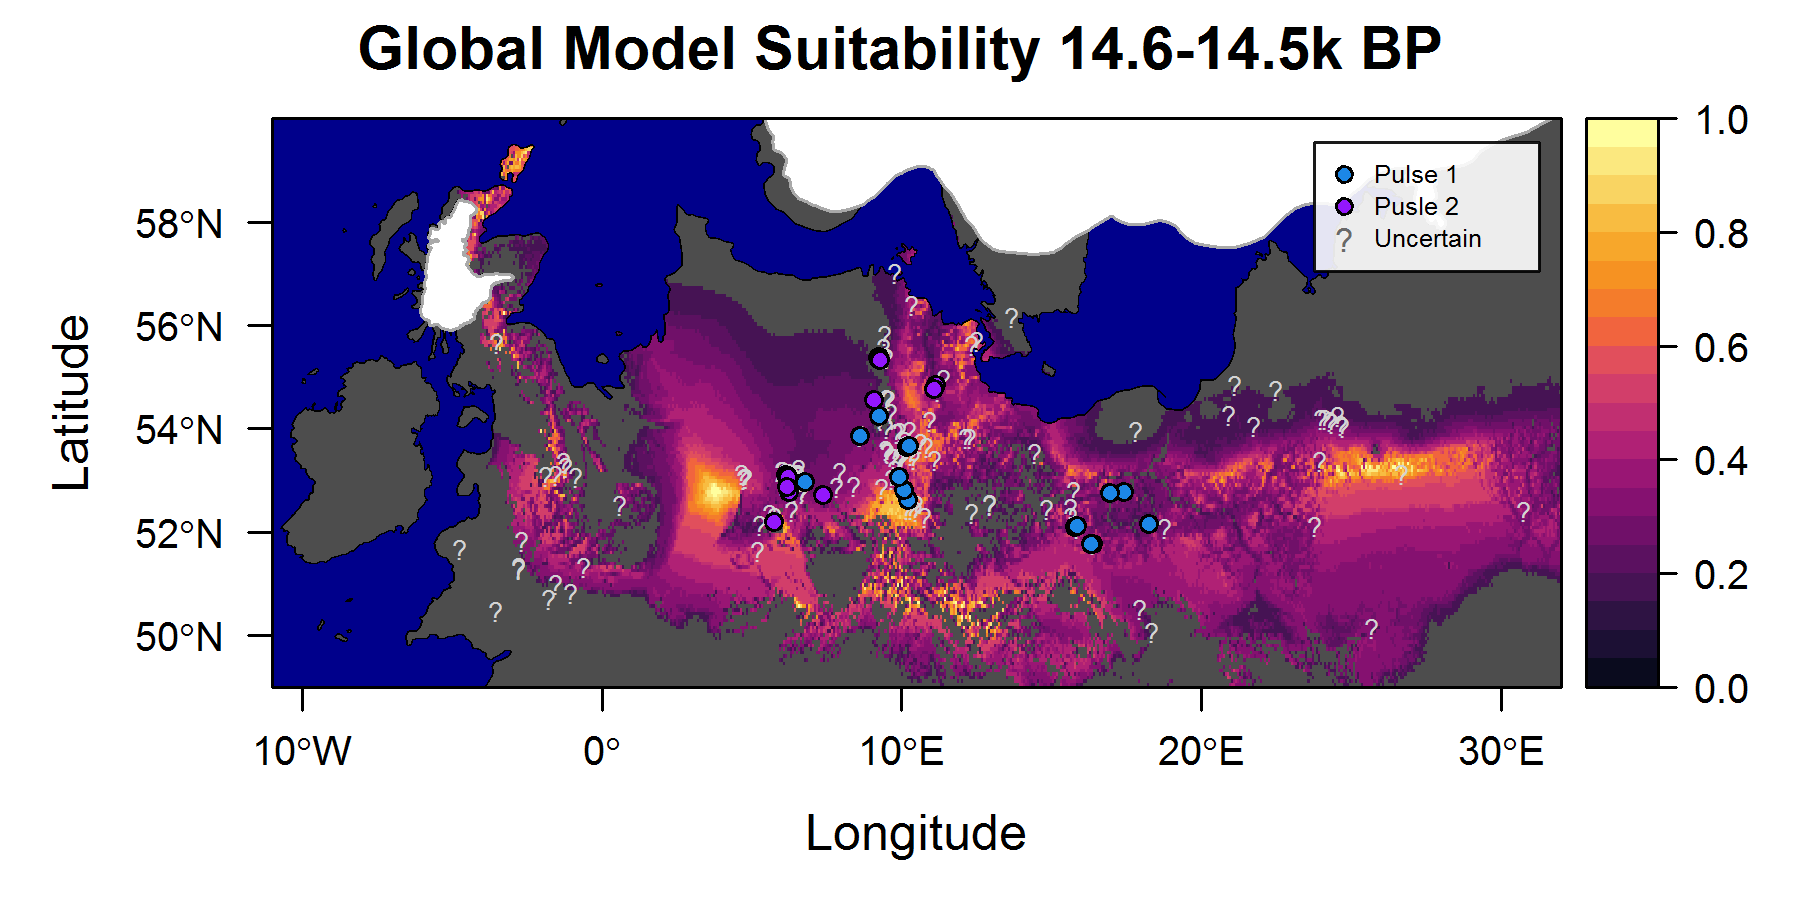 Global Model Suitability 14.6-14.5k BP
Pulse 1
Pusle 2
? Uncertain
1.0
0.8
0.6
0.4
0.2
0.0
58°N
56°N
54°N
52°N
50°N
Latitude
10°W 0° 10°E 20°E 30°E
Longitude